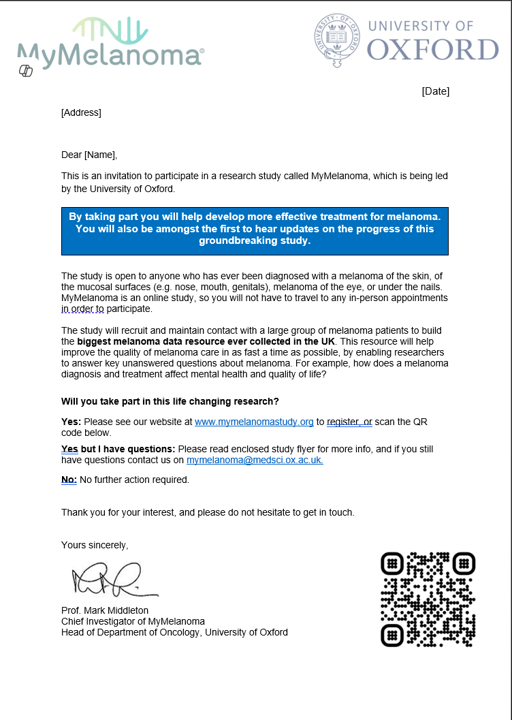 MyMelanoma®
UNIVERSITY OF
OXFORD
[Date]
[Address]
Dear [Name],
This is an invitation to participate in a research study called MyMelanoma, which is being led
by the University of Oxford.
By taking part you will help develop more effective treatment for melanoma.
You will also be amongst the first to hear updates on the progress of this
groundbreaking study.
The study is open to anyone who has ever been diagnosed with a melanoma of the skin, of
the mucosal surfaces (e.g. nose, mouth, genitals), melanoma of the eye, or under the nails.
MyMelanoma is an online study, so you will not have to travel to any in-person appointments
in order to participate.
The study will recruit and maintain contact with a large group of melanoma patients to build
the biggest melanoma data resource ever collected in the UK. This resource will help
improve the quality of melanoma care in as fast a time as possible, by enabling researchers
to answer key unanswered questions about melanoma. For example, how does a melanoma
diagnosis and treatment affect mental health and quality of life?
Will you take part in this life changing research?
Yes: Please see our website at www.mymelanomastudy.org to register, or scan the QR
code below.
Yes but I have questions: Please read enclosed study flyer for more info, and if you still
have questions contact us on mymelanoma@medsci.ox.ac.uk.
No: No further action required.
Thank you for your interest, and please do not hesitate to get in touch.
Yours sincerely,
Prof. Mark Middleton
Chief Investigator of MyMelanoma
Head of Department of Oncology, University of Oxford